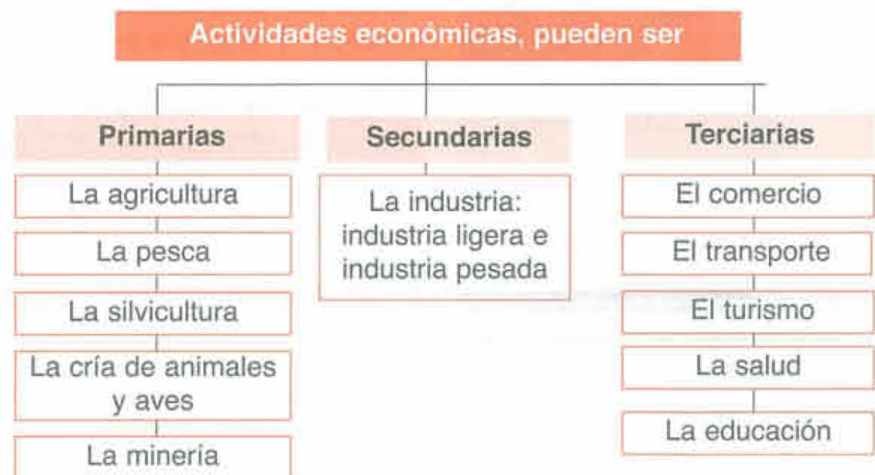 Actividades económicas, pueden ser
Primarias
La agricultura
La pesca
La silvicultura
La cría de animales
y aves
La minería
Secundarias
La industria:
industria ligera e
industria pesada
Terciarias
El comercio
El transporte
El turismo
La salud
La educación